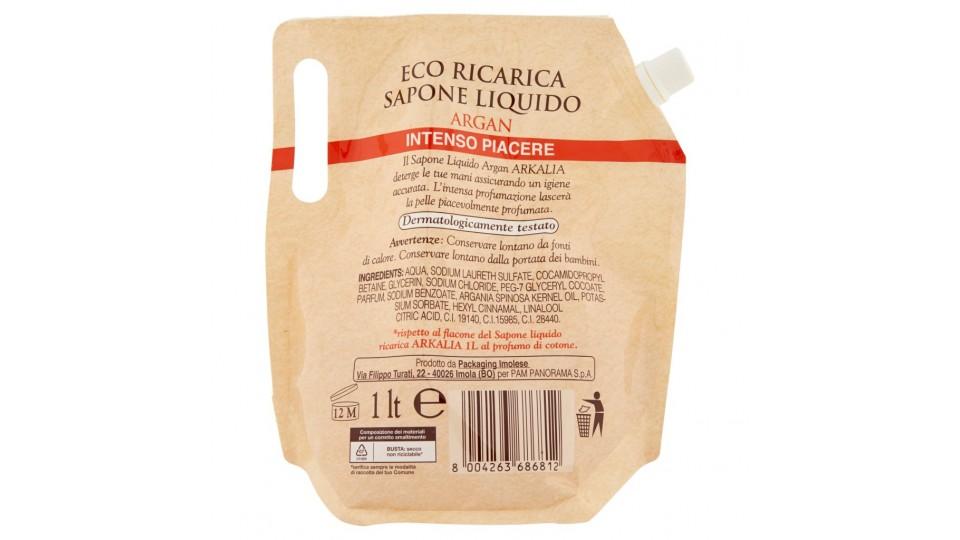 ECO RICARICA
SAPONE LIQUIDO
ARGAN
INTENSO PIACERE
Il Sapone Liquido Argan ARKALIA
deterge le tue mani assicurando un igiene
accurata. L'intensa profumazione lascerà
la pelle piacevolmente profumata.
Dermatologicamente testato
Avvertenze: Conservare lontano da fonti
di calore. Conservare lontano dalla portata dei bambini.
INGREDIENTS: AQUA, SODIUM LAURETH SULFATE, COCAMIDOPROPYL
BETAINE, GLYCERIN, SODIUM CHLORIDE, PEG-7 GLYCERYL COCOATE,
PARFUM, SODIUM BENZOATE, ARGANIA SPINOSA KERNEL OIL, POTAS-
SIUM SORBATE, HEXYL CINNAMAL, LINALOOL
CITRIC ACID, C.I. 19140, C.I.15985, C.I. 28440.
*rispetto al flacone del Sapone liquido
ricarica ARKALIA 1L al profumo di cotone.
Prodotto da Packaging Imolese
Via Filippo Turati, 22 - 40026 Imola (BO) per PAM PANORAMA S.p.A.
12 M
1 lt e
Composizione dei materiali
per un corretto smaltimento
BUSTA: secco
non riciclabile*
*verifica sempre le modalità
di raccolta del tuo Comune
8 004263 686812